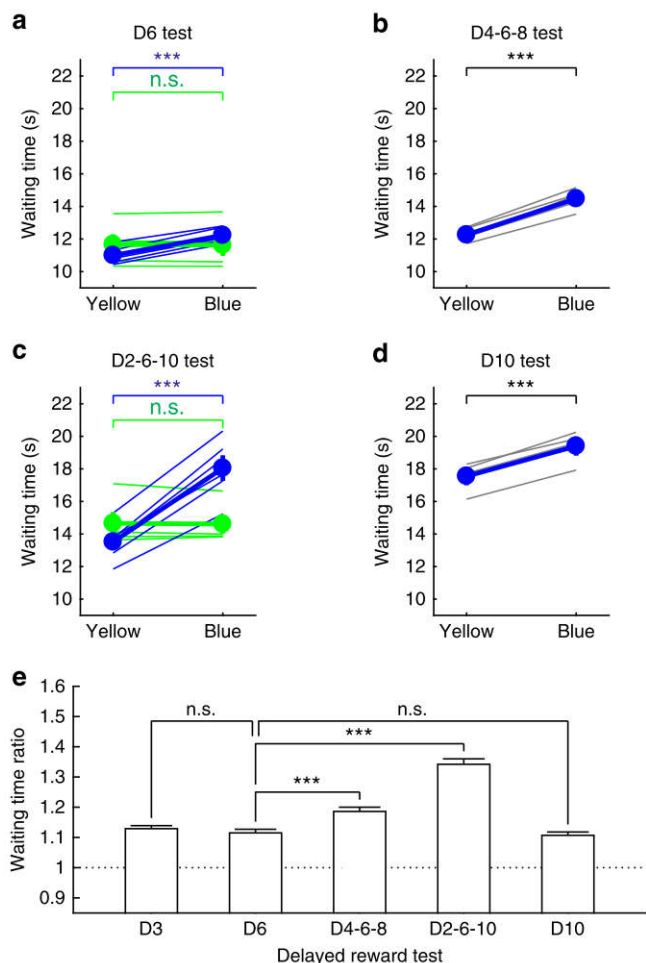 a
D6 test
***
n.s.
Waiting time (s)
22
20
18
16
14
12
10
Yellow
Blue
b
D4-6-8 test
***
Waiting time (s)
22
20
18
16
14
12
10
Yellow
Blue
c
D2-6-10 test
***
n.s.
Waiting time (s)
22
20
18
16
14
12
10
Yellow
Blue
d
D10 test
***
Waiting time (s)
22
20
18
16
14
12
10
Yellow
Blue
e
Waiting time ratio
1.6
1.5
1.4
1.3
1.2
1.1
1
0.9
n.s.
n.s.
***
***
D3
D6
D4-6-8
D2-6-10
D10
Delayed reward test